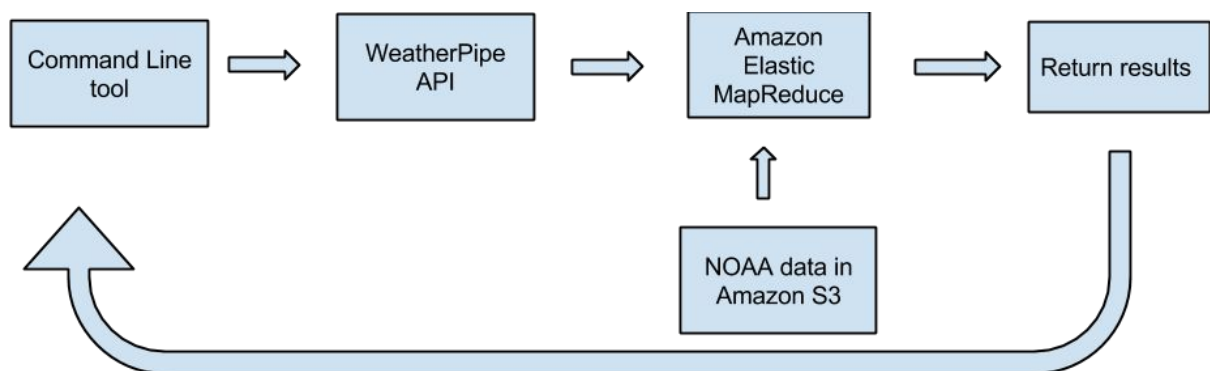 Command Line
tool
WeatherPipe
API
Amazon
Elastic
MapReduce
Return results
NOAA data in
Amazon S3